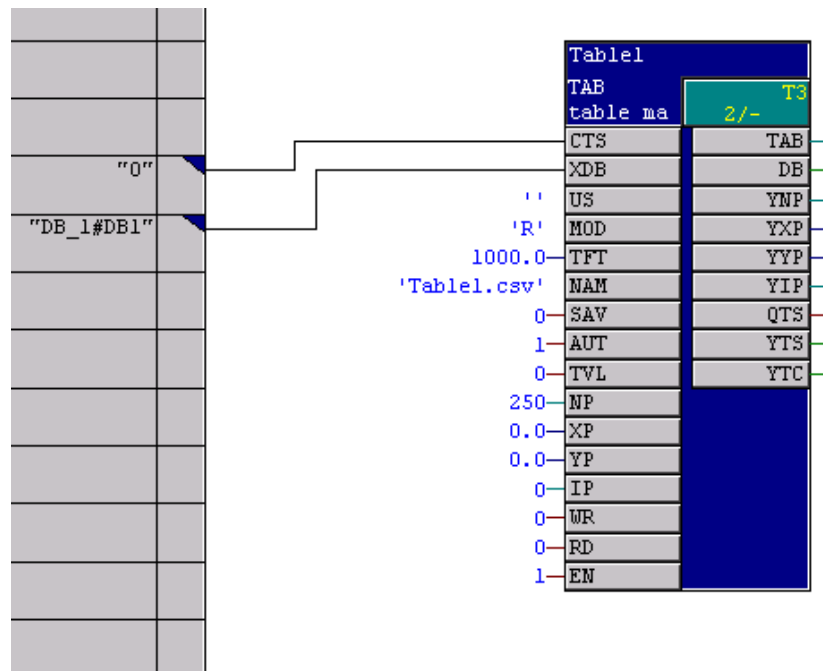 Table1
TAB T3
table ma 2/-
CTS TAB
"0" XDB DB
'' US YNP
"DB_1#DB1" 'R' MOD YXP
1000.0 TFT YYP
'Table1.csv' NAM YIP
0 SAV QTS
1 AUT YTS
0 TVL YTC
250 NP
0.0 XP
0.0 YP
0 IP
0 WR
0 RD
1 EN